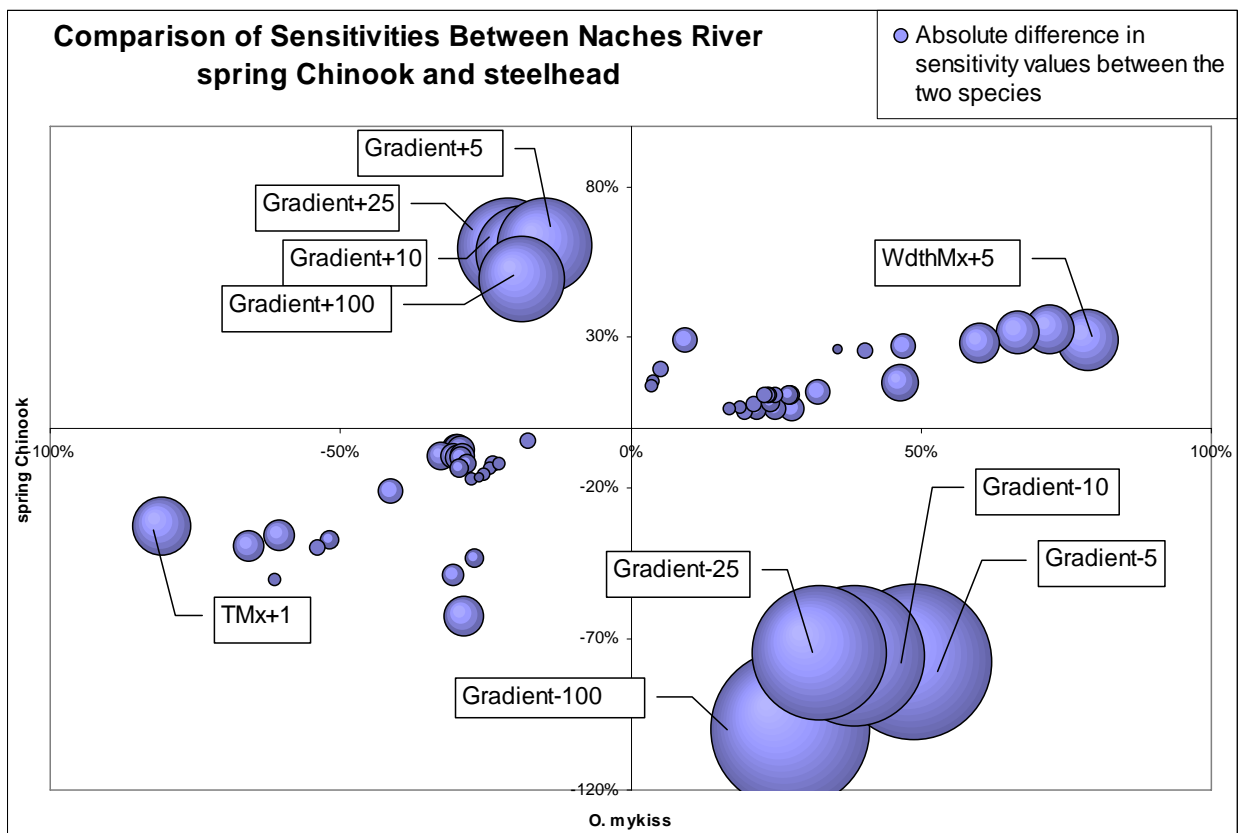 Comparison of Sensitivities Between Naches River
spring Chinook and steelhead
Absolute difference in
sensitivity values between the
two species
Gradient+5
Gradient+25
Gradient+10
Gradient+100
WdthMx+5
80%
30%
100%
-50%
0%
50%
100%
-20%
-70%
-120%
spring Chinook
TMx+1
Gradient-10
Gradient-25
Gradient-5
Gradient-100
O. mykiss